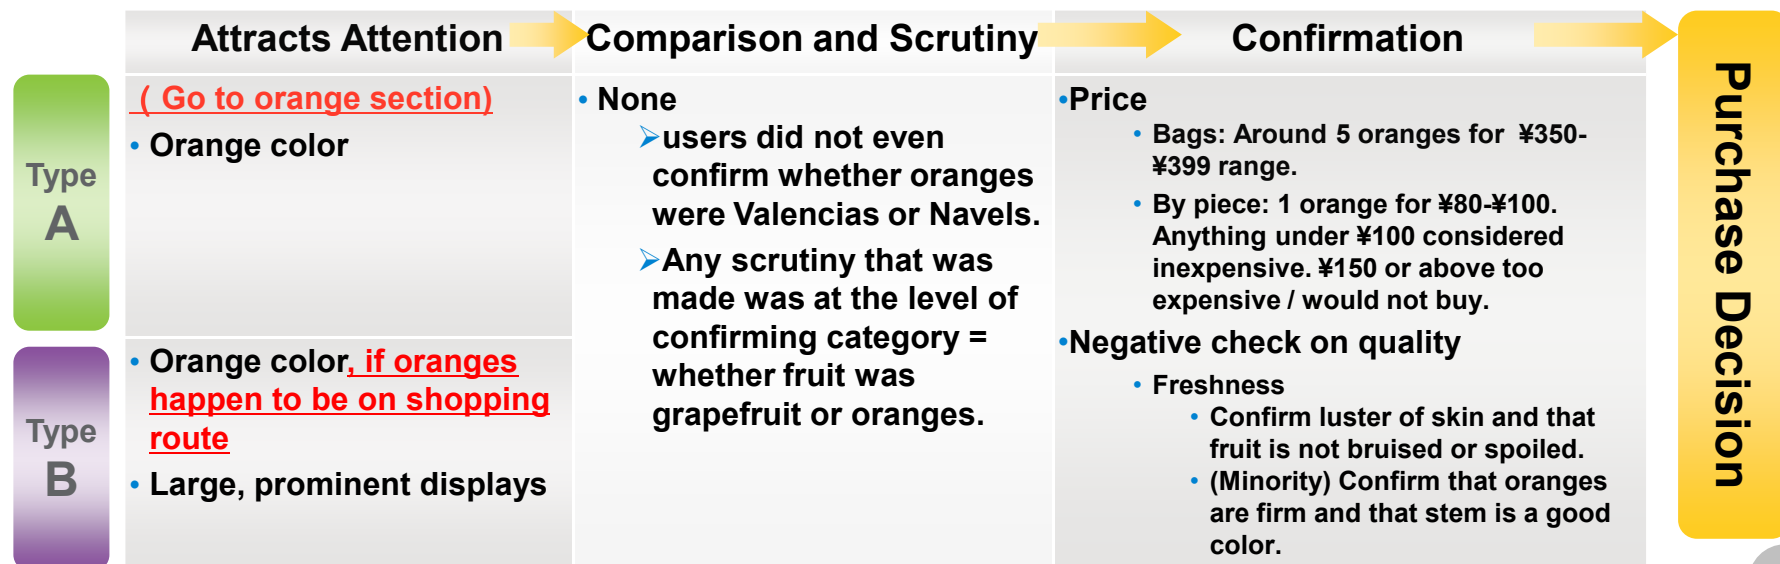 Attracts Attention
Comparison and Scrutiny
Confirmation
Type
A
( Go to orange section)
• Orange color
• None
➢users did not even
confirm whether oranges
were Valencias or Navels.
➢Any scrutiny that was
made was at the level of
confirming category =
whether fruit was
grapefruit or oranges.
•Price
• Bags: Around 5 oranges for ¥350-
¥399 range.
• By piece: 1 orange for ¥80-¥100.
Anything under ¥100 considered
inexpensive. ¥150 or above too
expensive / would not buy.
•Negative check on quality
• Freshness
• Confirm luster of skin and that
fruit is not bruised or spoiled.
• (Minority) Confirm that oranges
are firm and that stem is a good
color.
Type
B
• Orange color, if oranges
happen to be on shopping
route
• Large, prominent displays
Purchase Decision